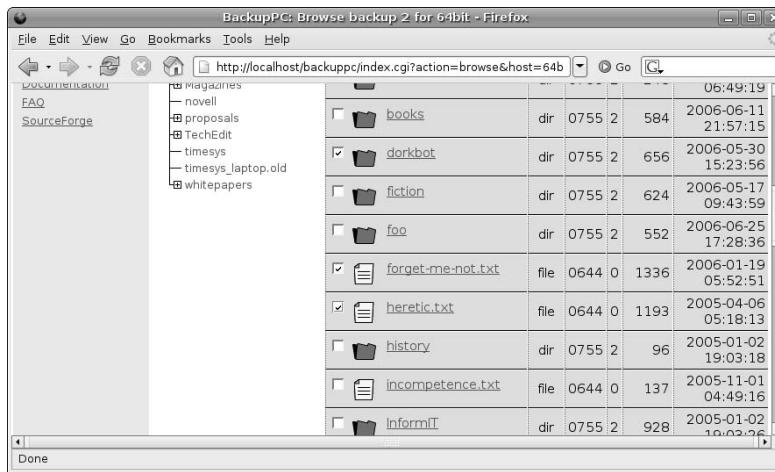 BackupPC: Browse backup 2 for 64bit - Firefox
File Edit View Go Bookmarks Tools Help
http://localhost/backuppc/index.cgi?action=browse&host=64b Go G
Documentation
FAQ
SourceForge
Magazines
novell
proposals
TechEdit
timesys
timesys_laptop.old
whitepapers
06:49:19
books dir 0755 2 584 2006-06-11 21:57:15
dorkbot dir 0755 2 656 2006-05-30 15:23:56
fiction dir 0755 2 624 2006-05-17 09:43:59
foo dir 0755 2 552 2006-06-25 17:28:36
forget-me-not.txt file 0644 0 1336 2006-01-19 05:52:51
heretic.txt file 0644 0 1193 2005-04-06 05:18:13
history dir 0755 2 96 2005-01-02 19:03:18
incompetence.txt file 0644 0 137 2005-11-01 04:49:16
InformIT dir 0755 2 928 2005-01-02 19:03:26
Done